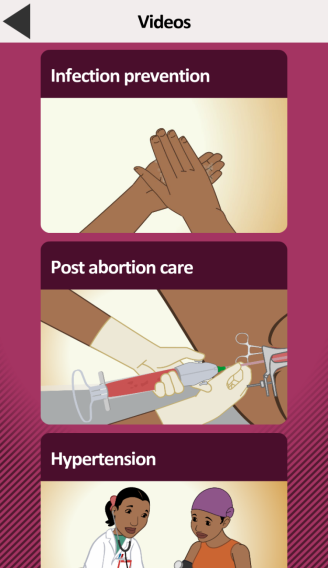 Videos
Infection prevention
Post abortion care
Hypertension